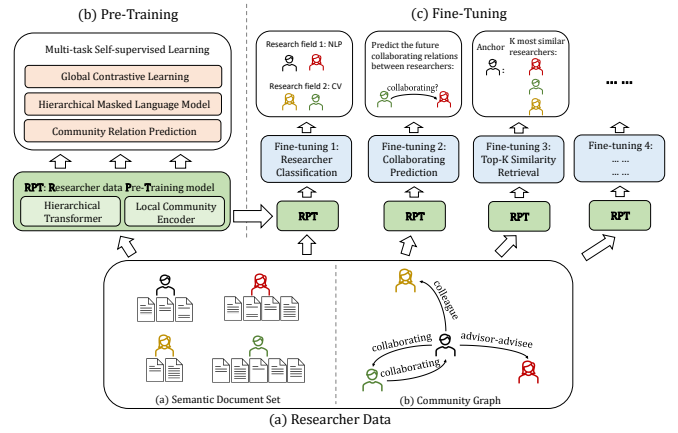 (b) Pre-Training
Multi-task Self-supervised Learning
Global Contrastive Learning
Hierarchical Masked Language Model
Community Relation Prediction
RPT: Researcher data Pre-Training model
Hierarchical
Transformer
Local Community
Encoder
(c) Fine-Tuning
Research field 1: NLP
Research field 2: CV
Predict the future
collaborating relations
between researchers:
collaborating?
Anchor
:
K most similar
researchers:
... ...
Fine-tuning 1:
Researcher
Classification
Fine-tuning 2:
Collaborating
Prediction
Fine-tuning 3:
Top-K Similarity
Retrieval
Fine-tuning 4:
... ...
... ...
RPT
RPT
RPT
RPT
(a) Semantic Document Set
colleague
collaborating
advisor-advisee
collaborating
(b) Community Graph
(a) Researcher Data